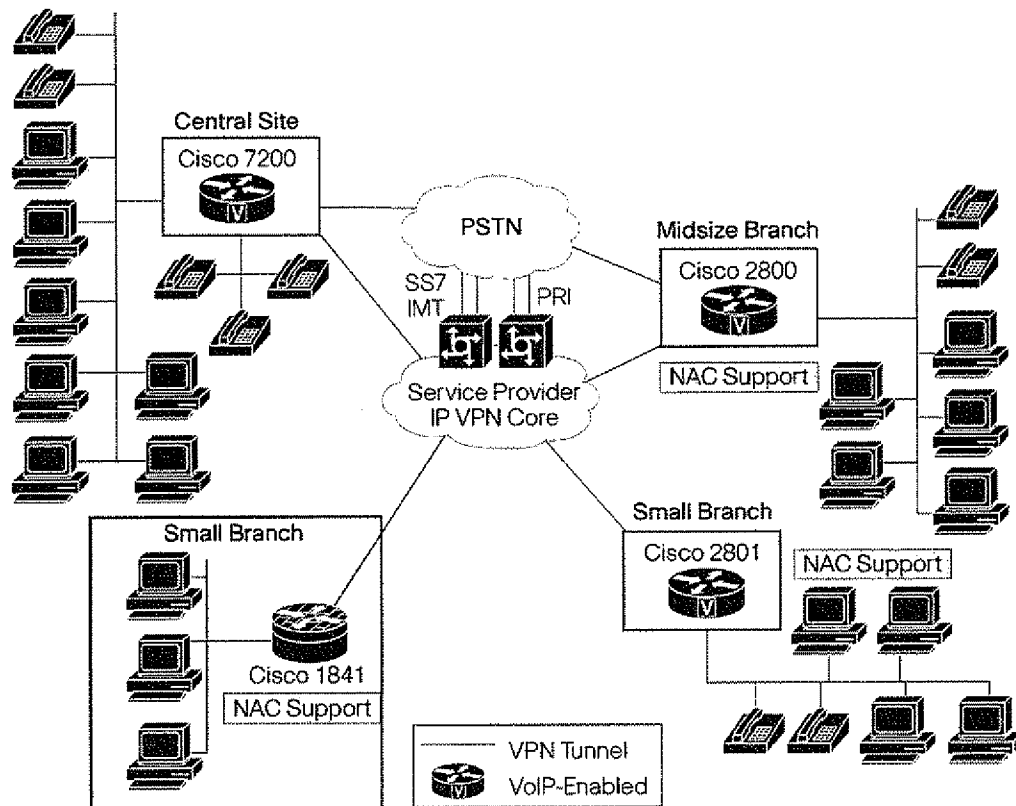 Central Site
Cisco 7200
V
PSTN
SS7
IMT
PRI
Midsize Branch
Cisco 2800
V
NAC Support
Service Provider
IP VPN Core
Small Branch
Cisco 1841
NAC Support
Small Branch
Cisco 2801
V
NAC Support
VPN Tunnel
V
VoIP-Enabled